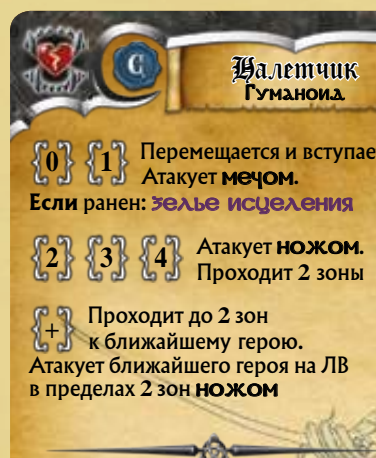 С
Налетчик
Гуманоид
{0} {1} Перемещается и вступае
Атакует мечом.
Если ранен: зелье исцеления
{2} {3} {4} Атакует ножом.
Проходит 2 зоны
{+} Проходит до 2 зон
к ближайшему герою.
Атакует ближайшего героя на ЛВ
в пределах 2 зон ножом